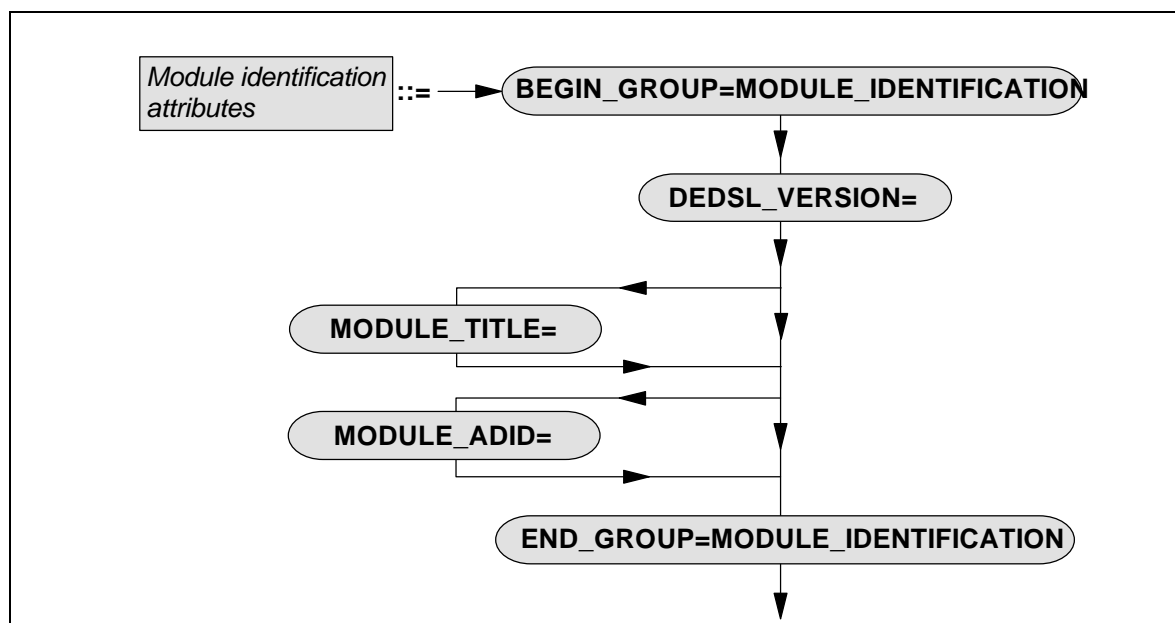 Module identification
attributes
::=
BEGIN_GROUP=MODULE_IDENTIFICATION
DEDSL_VERSION=
MODULE_TITLE=
MODULE_ADID=
END_GROUP=MODULE_IDENTIFICATION